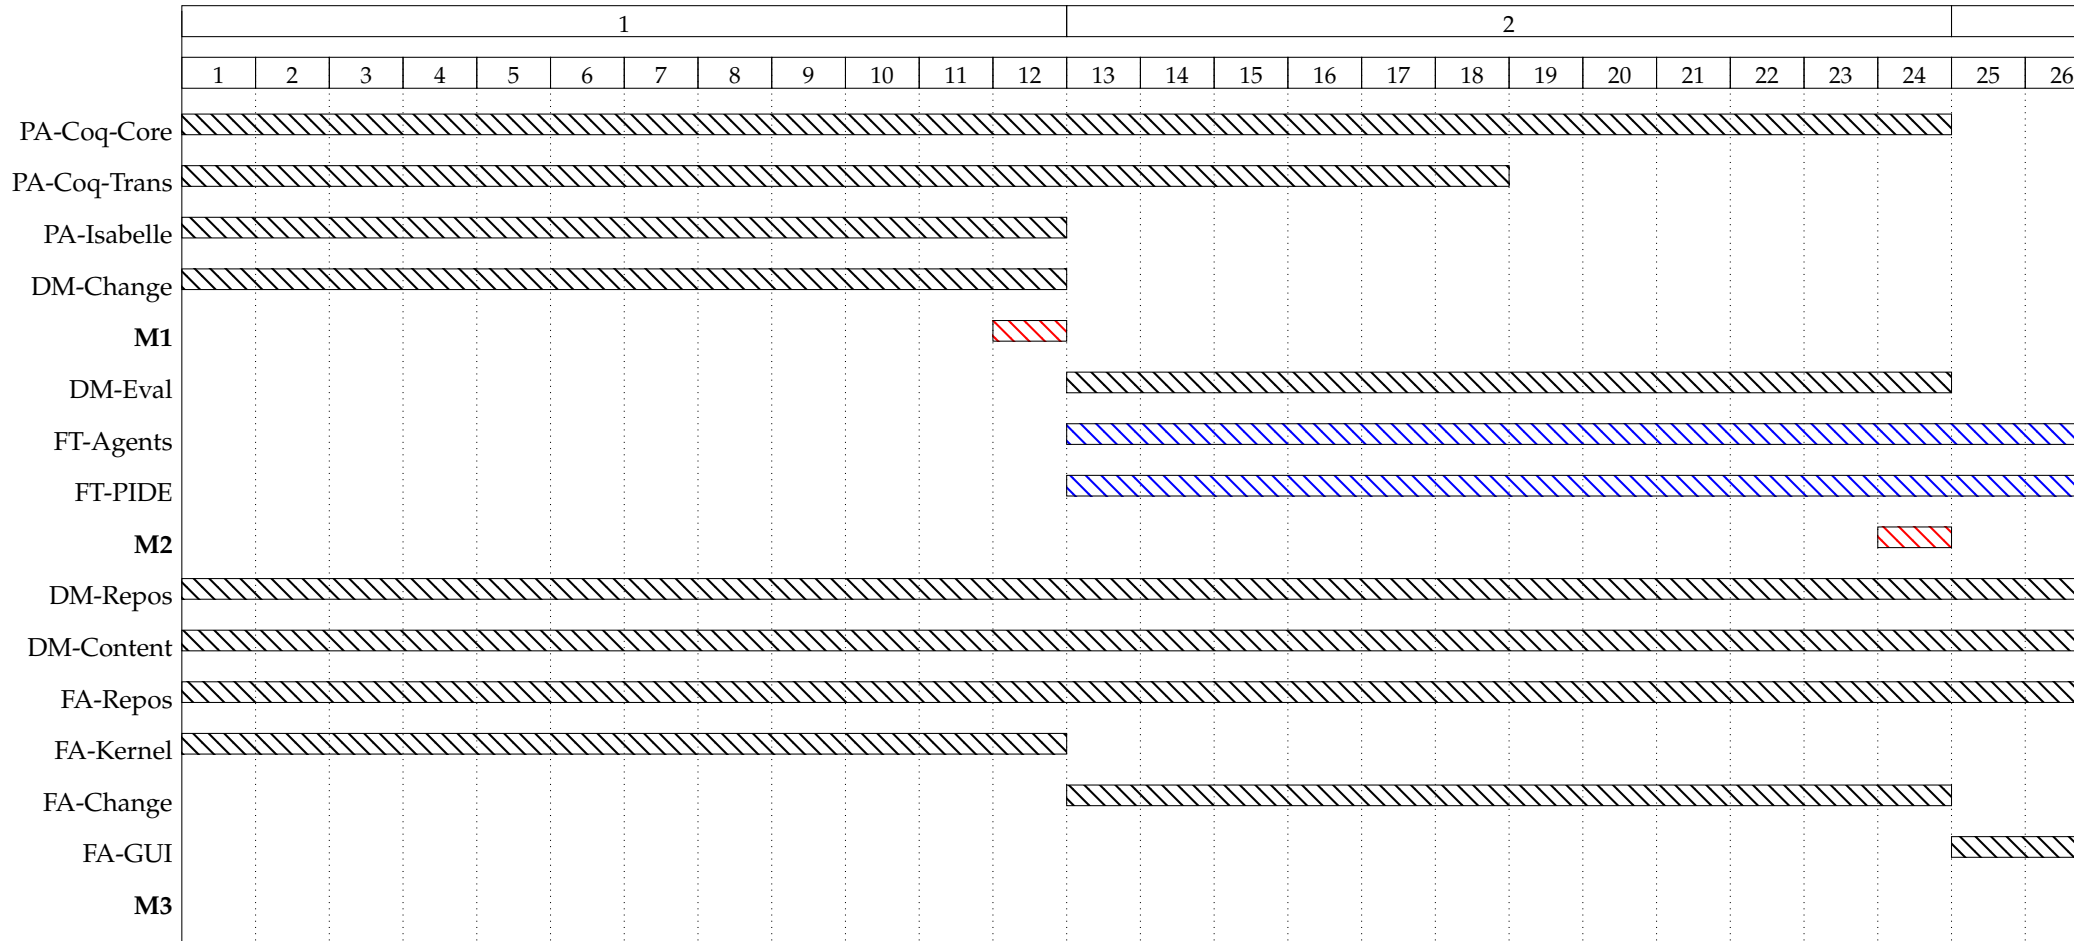 1 2
1 2 3 4 5 6 7 8 9 10 11 12 13 14 15 16 17 18 19 20 21 22 23 24 25 26
PA-Coq-Core
PA-Coq-Trans
PA-Isabelle
DM-Change
M1
DM-Eval
FT-Agents
FT-PIDE
M2
DM-Repos
DM-Content
FA-Repos
FA-Kernel
FA-Change
FA-GUI
M3